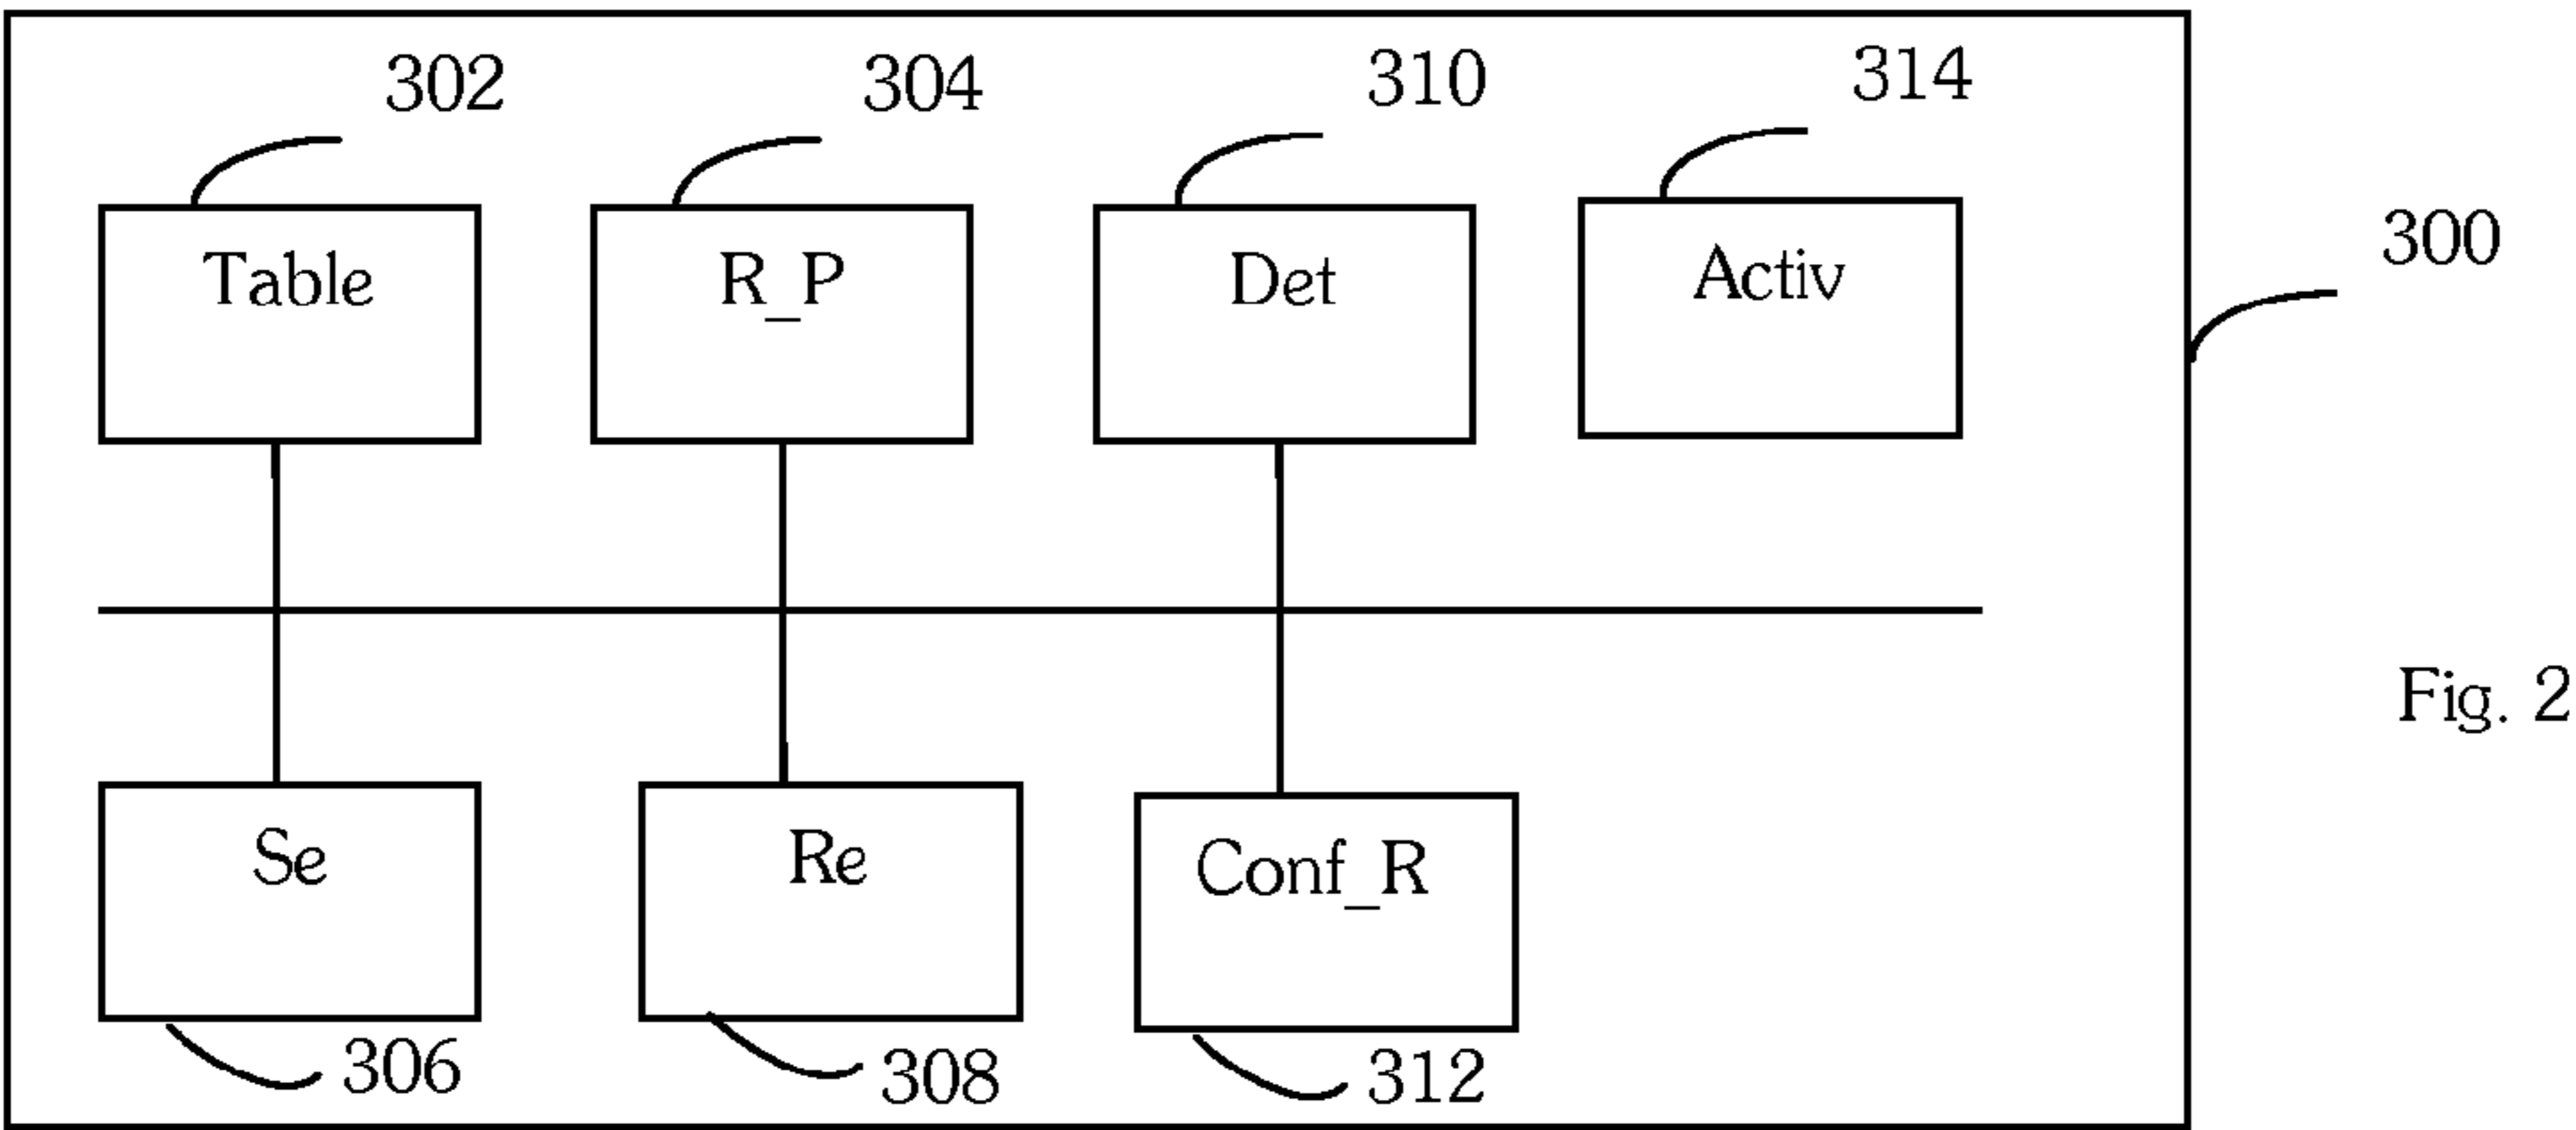 302 304 310 314
Table R_P Det Activ
300
Fig. 2
Se Re Conf_R
306 308 312